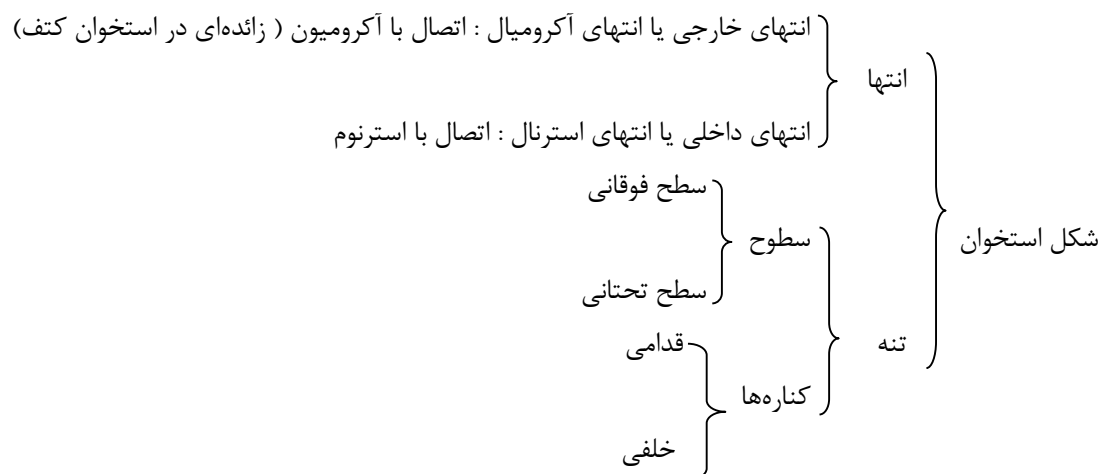 انتهای خارجی یا انتهای آکرومیال : اتصال با آکرومیون ( زائده‌ای در استخوان کتف)
انتها
انتهای داخلی یا انتهای استرنال : اتصال با استرنوم
سطح فوقانی
شکل استخوان
سطوح
سطح تحتانی
تنه
قدامی
کناره‌ها
خلفی